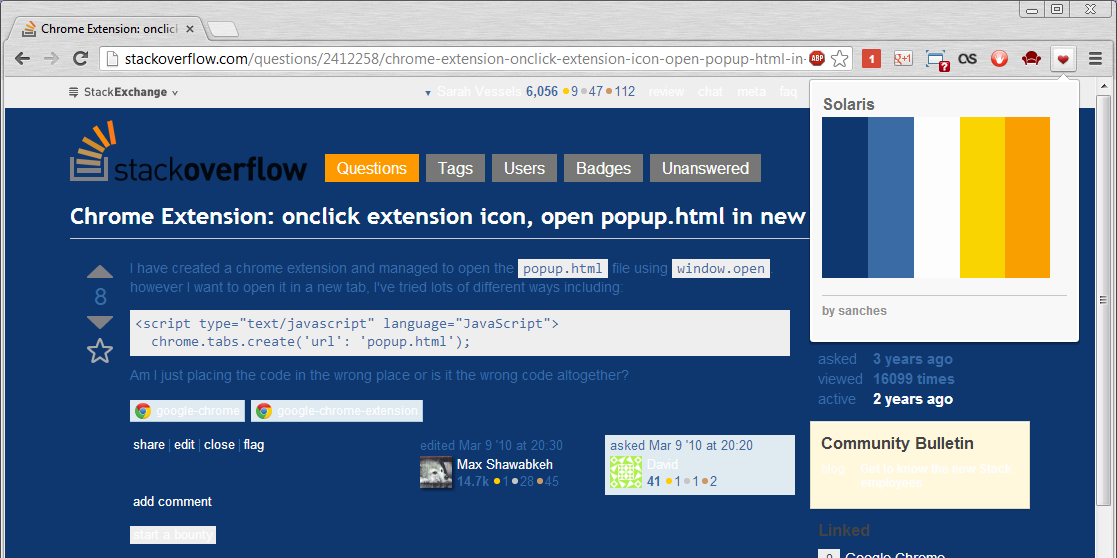 Chrome Extension: onclic
stackoverflow.com/questions/2412258/chrome-extension-onclick-extension-icon-open-popup-html-in-
ABP
1
g+1
?
OS
StackExchange
Sarah Vessels 6,056 9 47 112 review chat meta faq
stackoverflow
Questions Tags Users Badges Unanswered
Solaris
by sanches
Chrome Extension: onclick extension icon, open popup.html in new
I have created a chrome extension and managed to open the popup.html file using window.open
however I want to open it in a new tab, I've tried lots of different ways including:
8
<script type="text/javascript" language="JavaScript">
chrome.tabs.create('url': 'popup.html');
Am I just placing the code in the wrong place or is it the wrong code altogether?
google-chrome google-chrome-extension
share | edit | close | flag
edited Mar 9 '10 at 20:30
Max Shawabkeh
14.7k 1 28 45
asked Mar 9 '10 at 20:20
David
41 1 1 2
add comment
start a bounty
asked 3 years ago
viewed 16099 times
active 2 years ago
Community Bulletin
blog Get to know the new Stack
employees
Linked
Google Chrome